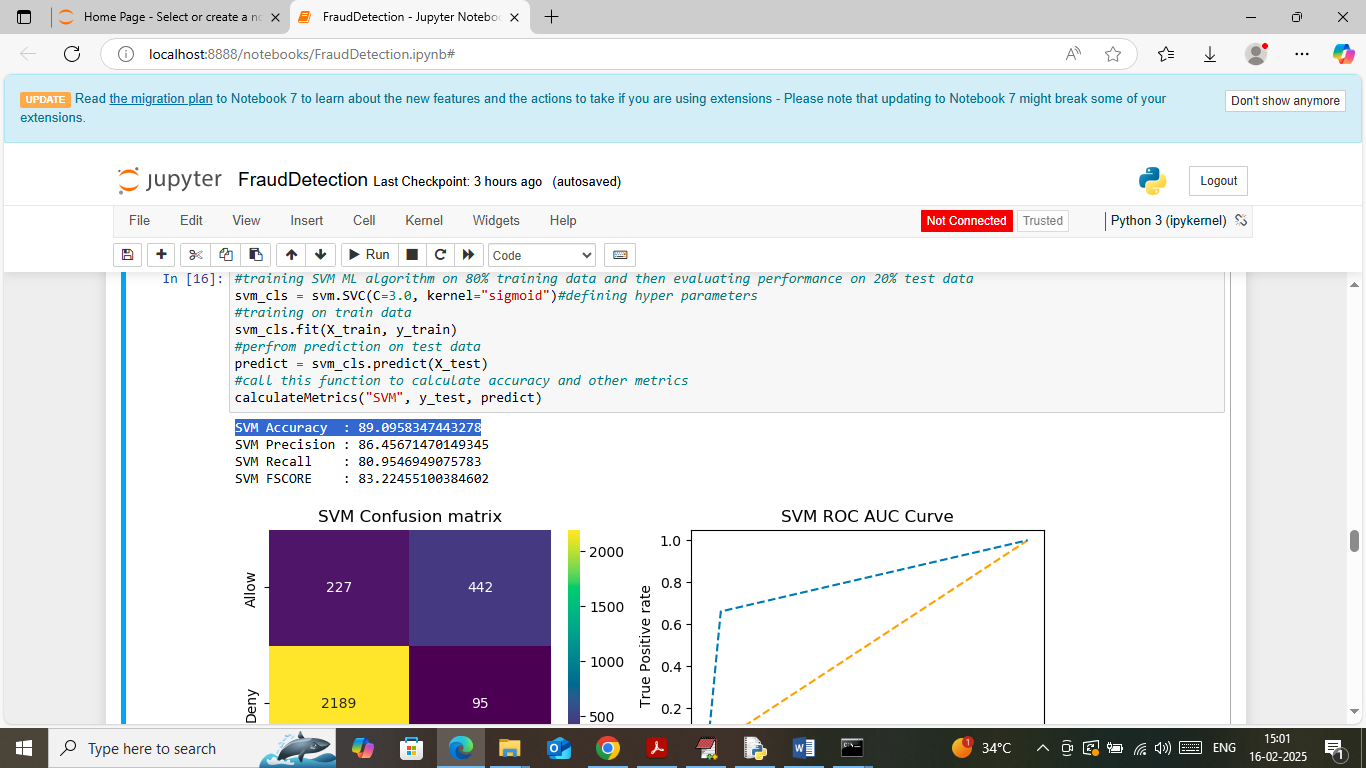 Home Page - Select or create a n
FraudDetection - Jupyter Noteboo
localhost:8888/notebooks/FraudDetection.ipynb#
UPDATE Read the migration plan to Notebook 7 to learn about the new features and the actions to take if you are using extensions - Please note that updating to Notebook 7 might break some of your
extensions.
Don't show anymore
jupyter FraudDetection Last Checkpoint: 3 hours ago (autosaved)
Logout
File Edit View Insert Cell Kernel Widgets Help
Not Connected Trusted Python 3 (ipykernel)
Run Code
In [16]: #training SVM ML algorithm on 80% training data and then evaluating performance on 20% test data
svm_cls = svm.SVC(C=3.0, kernel="sigmoid")#defining hyper parameters
#training on train data
svm_cls.fit(X_train, y_train)
#perfrom prediction on test data
predict = svm_cls.predict(X_test)
#call this function to calculate accuracy and other metrics
calculateMetrics("SVM", y_test, predict)
SVM Accuracy : 89.0958347443278
SVM Precision : 86.45671470149345
SVM Recall : 80.9546949075783
SVM FSCORE : 83.22455100384602
SVM Confusion matrix
Allow
227 442
Deny
2189 95
2000
1500
1000
500
SVM ROC AUC Curve
True Positive rate
1.0
0.8
0.6
0.4
0.2
Type here to search
34°C
ENG
15:01
16-02-2025
1